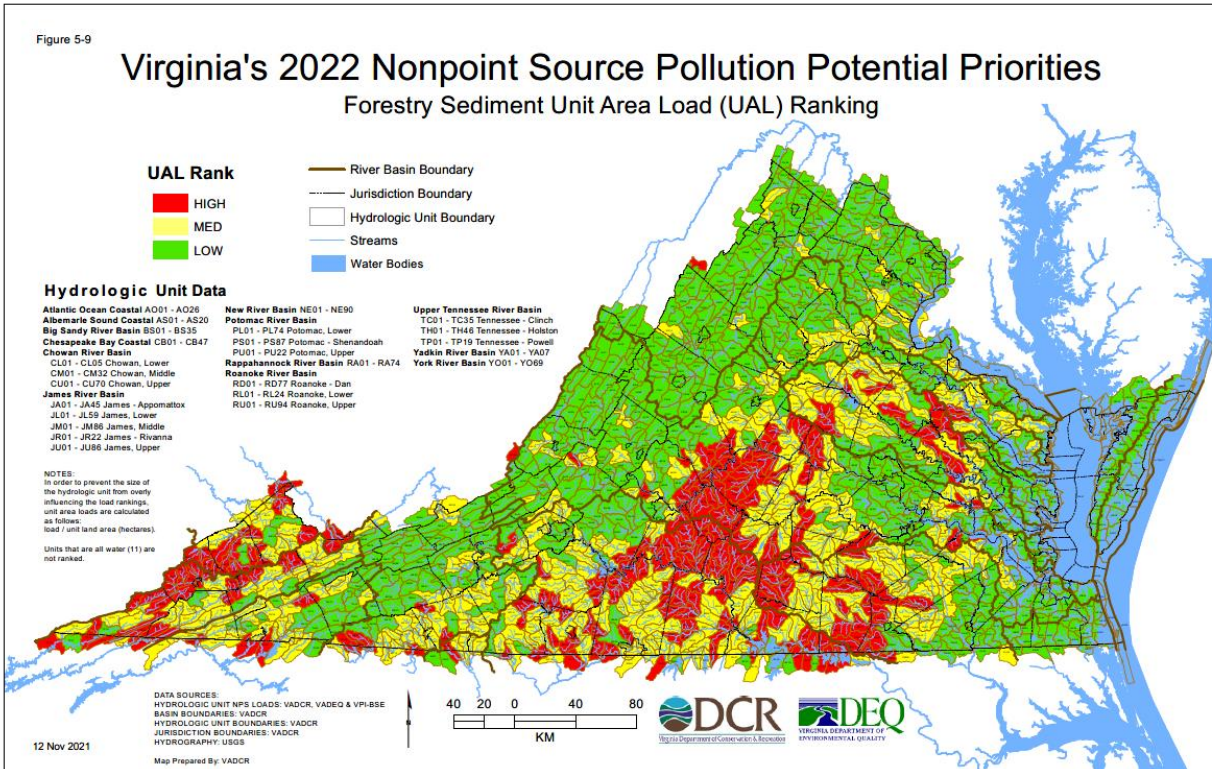 Figure 5-9
Virginia's 2022 Nonpoint Source Pollution Potential Priorities
Forestry Sediment Unit Area Load (UAL) Ranking
UAL Rank
HIGH
MED
LOW
River Basin Boundary
Jurisdiction Boundary
Hydrologic Unit Boundary
Streams
Water Bodies
Hydrologic Unit Data
Atlantic Ocean Coastal AO01 - AO26
Albemarle Sound Coastal AS01 - AS20
Big Sandy River Basin BS01 - BS35
Chesapeake Bay Coastal CB01 - CB47
Chowan River Basin
CL01 - CL05 Chowan, Lower
CM01 - CM32 Chowan, Middle
CU01 - CU70 Chowan, Upper
James River Basin
JA01 - JA45 James - Appomattox
JL01 - JL59 James, Lower
JM01 - JM86 James, Middle
JR01 - JR22 James - Rivanna
JU01 - JU86 James, Upper
New River Basin NE01 - NE90
Potomac River Basin
PL01 - PL74 Potomac, Lower
PS01 - PS87 Potomac - Shenandoah
PU01 - PU22 Potomac, Upper
Rappahannock River Basin RA01 - RA74
Roanoke River Basin
RD01 - RD77 Roanoke - Dan
RL01 - RL24 Roanoke, Lower
RU01 - RU94 Roanoke, Upper
Upper Tennessee River Basin
TC01 - TC35 Tennessee - Clinch
TH01 - TH46 Tennessee - Holston
TP01 - TP19 Tennessee - Powell
Yadkin River Basin YA01 - YA07
York River Basin YO01 - YO69
NOTES:
In order to prevent the size of
the hydrologic unit from overly
influencing the load rankings,
unit area loads are calculated
as follows:
load / unit land area (hectares).
Units that are all water (11) are
not ranked.
DATA SOURCES:
HYDROLOGIC UNIT NPS LOADS: VADCR, VADEQ & VPI-BSE
BASIN BOUNDARIES: VADCR
HYDROLOGIC UNIT BOUNDARIES: VADCR
JURISDICTION BOUNDARIES: VADCR
HYDROGRAPHY: USGS
Map Prepared By: VADCR
12 Nov 2021
40 20 0 40 80
KM
DCR
Virginia Department of Conservation & Recreation
DEQ
VIRGINIA DEPARTMENT OF
ENVIRONMENTAL QUALITY